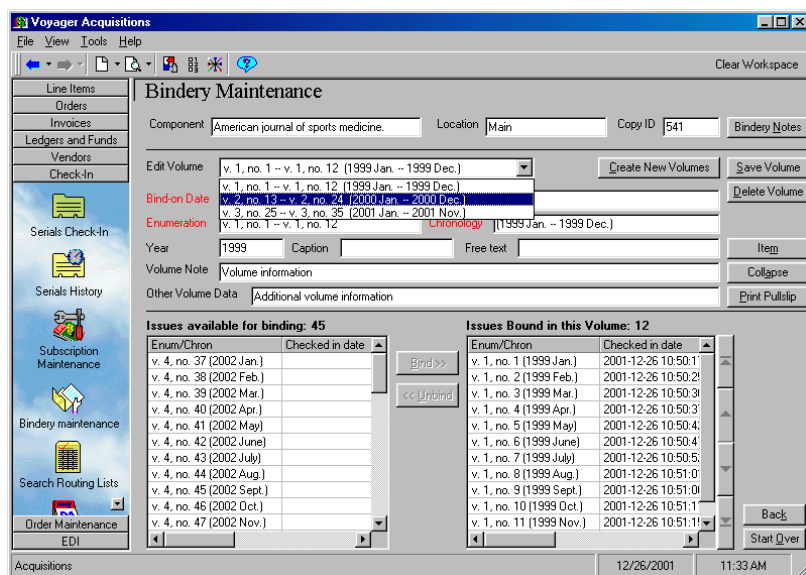 Voyager Acquisitions
File View Tools Help
Clear Workspace
Line Items
Orders
Invoices
Ledgers and Funds
Vendors
Check-In
Serials Check-In
Serials History
Subscription
Maintenance
Bindery maintenance
Search Routing Lists
Order Maintenance
EDI
Bindery Maintenance
Component American journal of sports medicine. Location Main Copy ID 541 Bindery Notes
Edit Volume v. 1, no. 1 -- v. 1, no. 12 (1999 Jan. -- 1999 Dec.) Create New Volumes Save Volume
v. 1, no. 1 -- v. 1, no. 12 (1999 Jan. -- 1999 Dec.)
Bind-on Date v. 2, no. 13 -- v. 2, no. 24 (2000 Jan. -- 2000 Dec.) Delete Volume
v. 3, no. 25 -- v. 3, no. 35 (2001 Jan. -- 2001 Nov.)
Enumeration v. 1, no. 1 -- v. 1, no. 12 Chronology (1999 Jan. -- 1999 Dec.)
Year 1999 Caption Free text Item
Volume Note Volume information Collapse
Other Volume Data Additional volume information Print Pullslip
Issues available for binding: 45
Enum/Chron Checked in date
v. 4, no. 37 (2002 Jan.)
v. 4, no. 38 (2002 Feb.)
v. 4, no. 39 (2002 Mar.)
v. 4, no. 40 (2002 Apr.)
v. 4, no. 41 (2002 May)
v. 4, no. 42 (2002 June)
v. 4, no. 43 (2002 July)
v. 4, no. 44 (2002 Aug.)
v. 4, no. 45 (2002 Sept.)
v. 4, no. 46 (2002 Oct.)
v. 4, no. 47 (2002 Nov.)
Bind >>
<< Unbind
Issues Bound in this Volume: 12
Enum/Chron Checked in date
v. 1, no. 1 (1999 Jan.) 2001-12-26 10:50:1
v. 1, no. 2 (1999 Feb.) 2001-12-26 10:50:2
v. 1, no. 3 (1999 Mar.) 2001-12-26 10:50:3
v. 1, no. 4 (1999 Apr.) 2001-12-26 10:50:3
v. 1, no. 5 (1999 May) 2001-12-26 10:50:4
v. 1, no. 6 (1999 June) 2001-12-26 10:50:4
v. 1, no. 7 (1999 July) 2001-12-26 10:50:5
v. 1, no. 8 (1999 Aug.) 2001-12-26 10:51:0
v. 1, no. 9 (1999 Sept.) 2001-12-26 10:51:0
v. 1, no. 10 (1999 Oct.) 2001-12-26 10:51:1
v. 1, no. 11 (1999 Nov.) 2001-12-26 10:51:1
Back
Start Over
Acquisitions 12/26/2001 11:33 AM